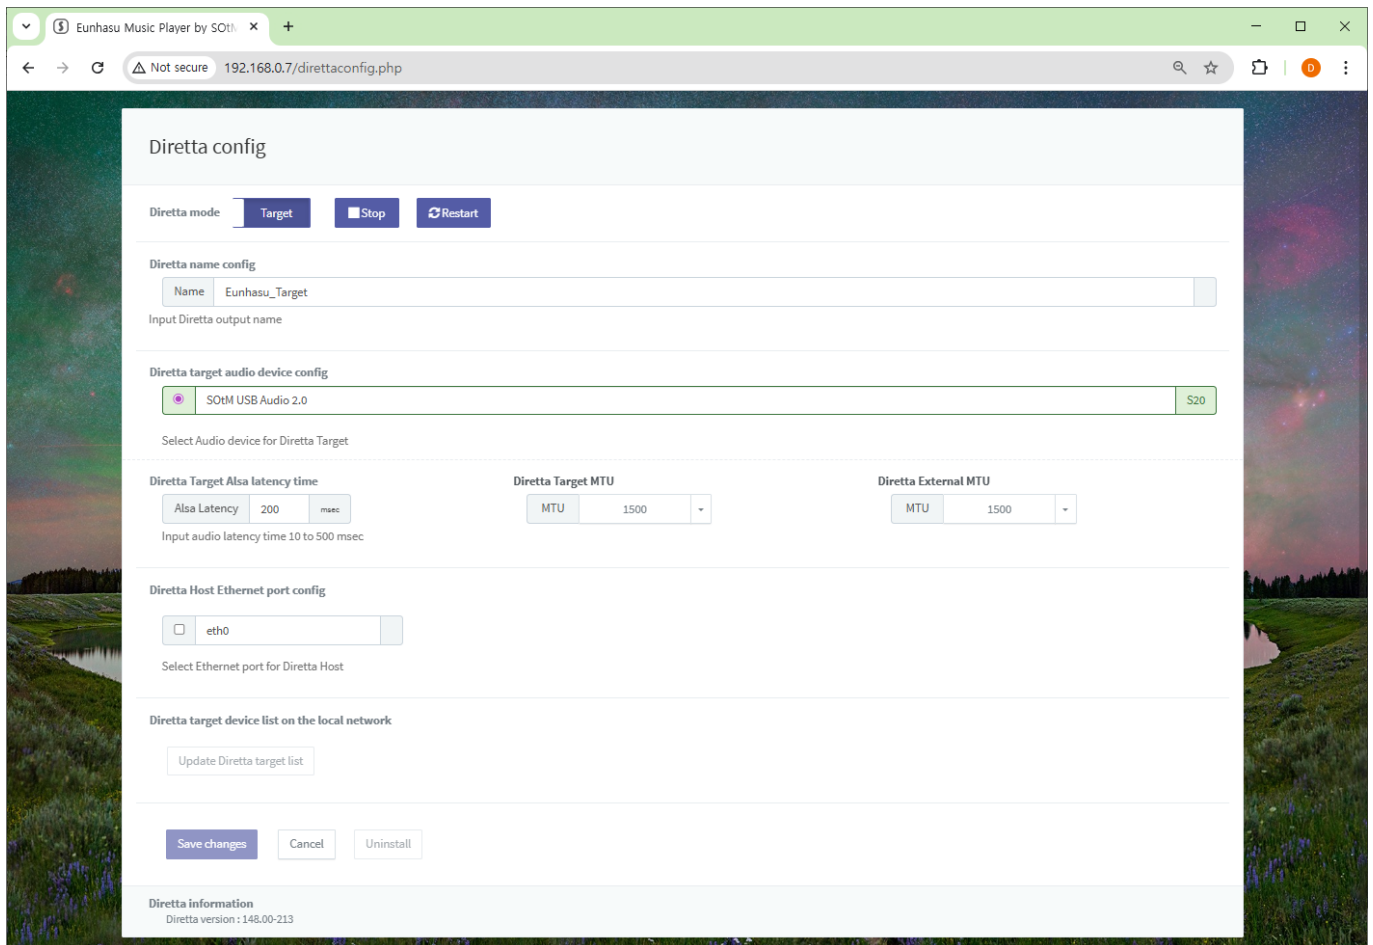 Eunhasu Music Player by SOtM
Not secure
192.168.0.7/direttaconfig.php
D
Diretta config
Diretta mode
Target
Stop
Restart
Diretta name config
Name
Eunhasu_Target
Input Diretta output name
Diretta target audio device config
SOtM USB Audio 2.0
S20
Select Audio device for Diretta Target
Diretta Target Alsa latency time
Diretta Target MTU
Diretta External MTU
Alsa Latency
200
msec
MTU
1500
MTU
1500
Input audio latency time 10 to 500 msec
Diretta Host Ethernet port config
eth0
Select Ethernet port for Diretta Host
Diretta target device list on the local network
Update Diretta target list
Save changes
Cancel
Uninstall
Diretta information
Diretta version : 148.00-213